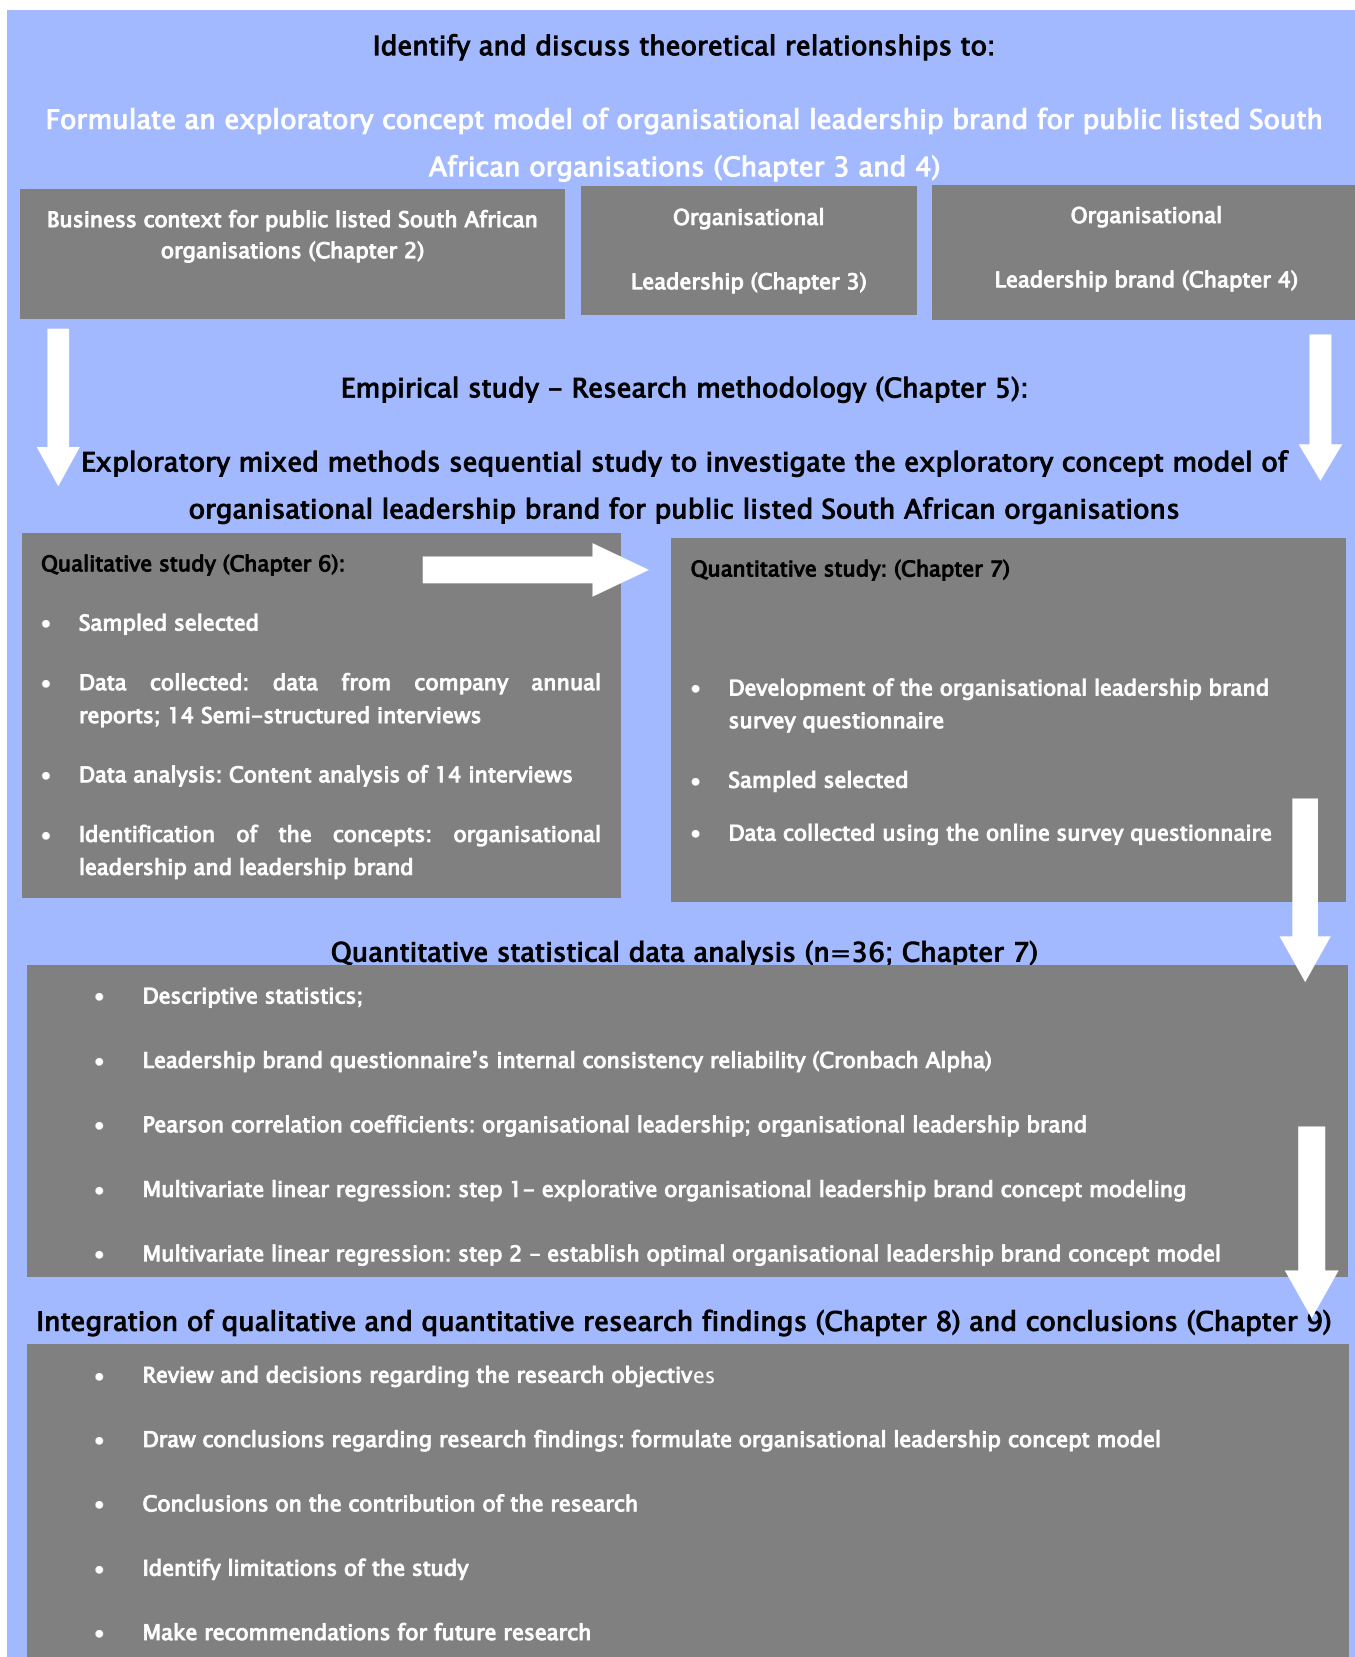 Identify and discuss theoretical relationships to:
Formulate an exploratory concept model of organisational leadership brand for public listed South
African organisations (Chapter 3 and 4)
Business context for public listed South African
organisations (Chapter 2)
Organisational
Leadership (Chapter 3)
Organisational
Leadership brand (Chapter 4)
Empirical study – Research methodology (Chapter 5):
Exploratory mixed methods sequential study to investigate the exploratory concept model of
organisational leadership brand for public listed South African organisations
Qualitative study (Chapter 6):
• Sampled selected
• Data collected: data from company annual
reports; 14 Semi-structured interviews
• Data analysis: Content analysis of 14 interviews
• Identification of the concepts: organisational
leadership and leadership brand
Quantitative study: (Chapter 7)
• Development of the organisational leadership brand
survey questionnaire
• Sampled selected
• Data collected using the online survey questionnaire
Quantitative statistical data analysis (n=36; Chapter 7)
• Descriptive statistics;
• Leadership brand questionnaire’s internal consistency reliability (Cronbach Alpha)
• Pearson correlation coefficients: organisational leadership; organisational leadership brand
• Multivariate linear regression: step 1- explorative organisational leadership brand concept modeling
• Multivariate linear regression: step 2 – establish optimal organisational leadership brand concept model
Integration of qualitative and quantitative research findings (Chapter 8) and conclusions (Chapter 9)
• Review and decisions regarding the research objectives
• Draw conclusions regarding research findings: formulate organisational leadership concept model
• Conclusions on the contribution of the research
• Identify limitations of the study
• Make recommendations for future research